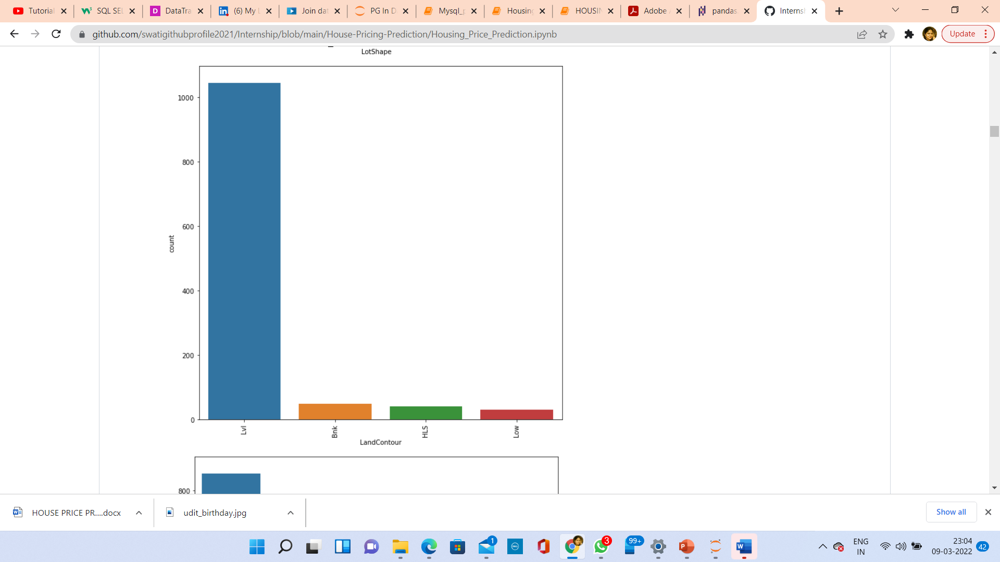 Tutorial SQL SEL DataTra (6) My L Join dat PG In D Mysql_p Housing HOUSIN Adobe A pandas. Interns
github.com/swatigithubprofile2021/Internship/blob/main/House-Pricing-Prediction/Housing_Price_Prediction.ipynb
Update
LotShape
1000
800
600
count
400
200
0
Lvl Bnk HLS Low
LandContour
800
HOUSE PRICE PR....docx
udit_birthday.jpg
Show all
1
3
99+
ENG
IN
23:04
09-03-2022
42